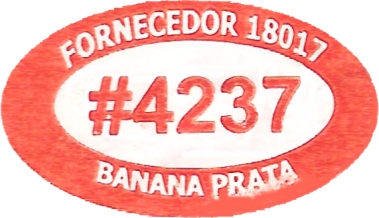 FORNECEDOR 18017
#4237
BANANA PRATA